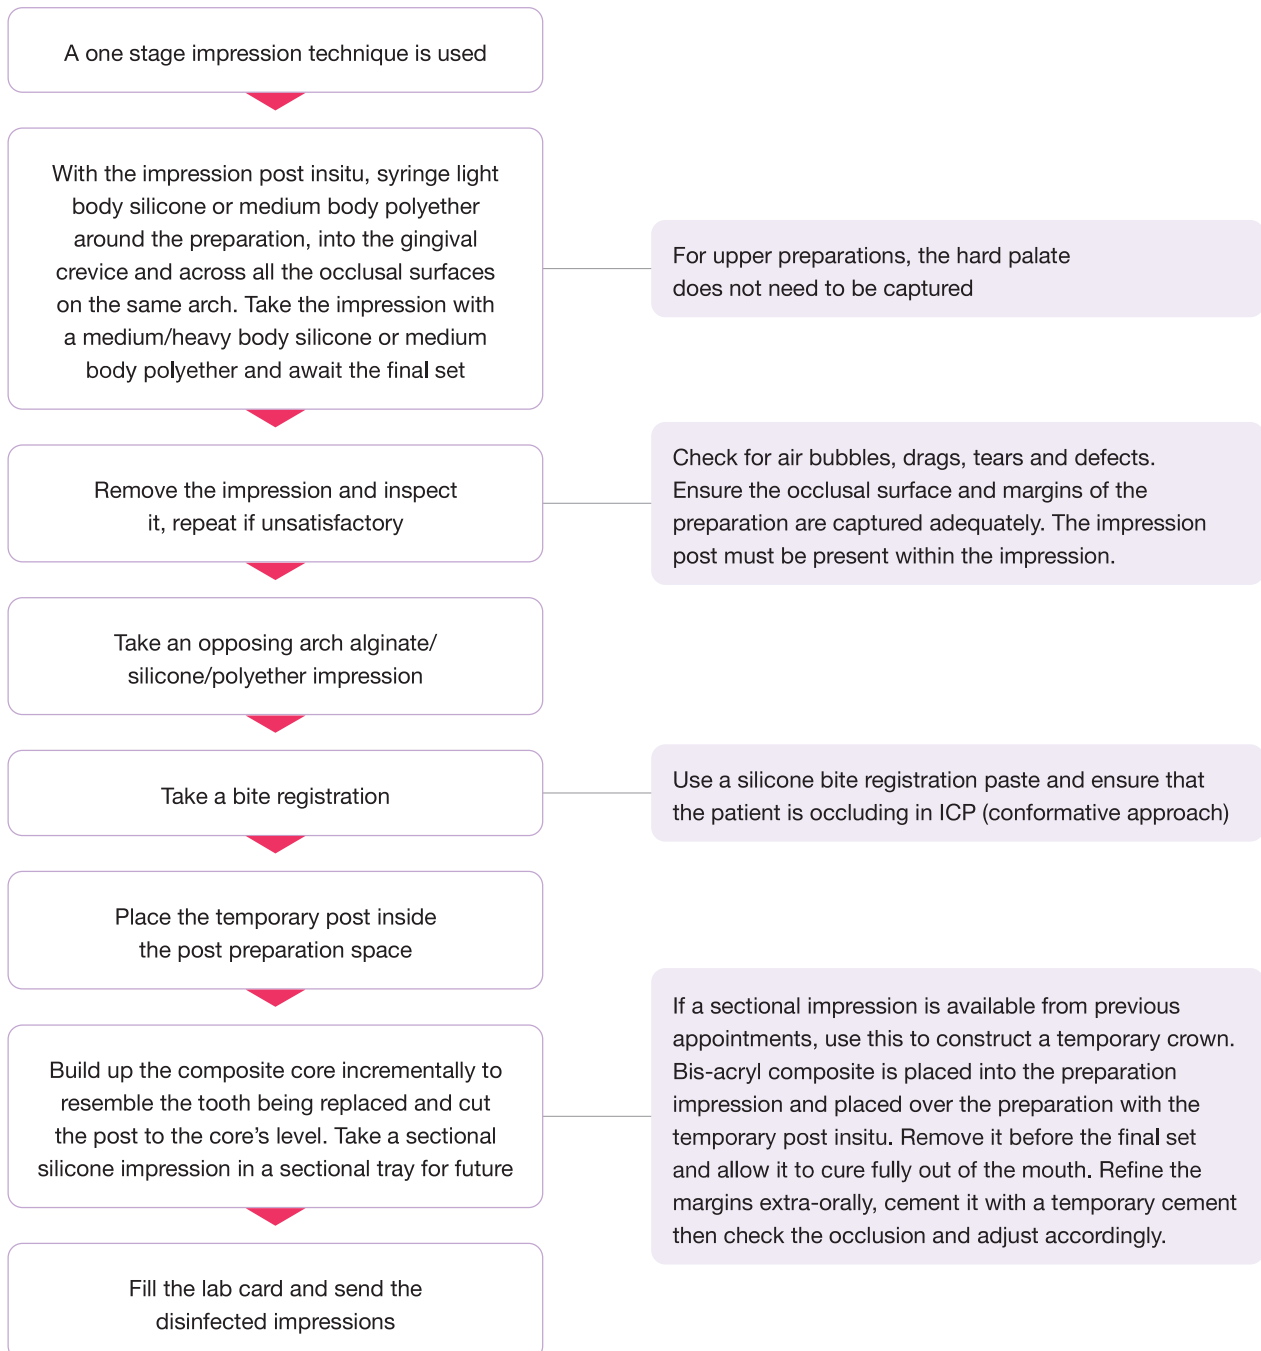 A one stage impression technique is used
With the impression post insitu, syringe light
body silicone or medium body polyether
around the preparation, into the gingival
crevice and across all the occlusal surfaces
on the same arch. Take the impression with
a medium/heavy body silicone or medium
body polyether and await the final set
For upper preparations, the hard palate
does not need to be captured
Remove the impression and inspect
it, repeat if unsatisfactory
Check for air bubbles, drags, tears and defects.
Ensure the occlusal surface and margins of the
preparation are captured adequately. The impression
post must be present within the impression.
Take an opposing arch alginate/
silicone/polyether impression
Take a bite registration
Use a silicone bite registration paste and ensure that
the patient is occluding in ICP (conformative approach)
Place the temporary post inside
the post preparation space
Build up the composite core incrementally to
resemble the tooth being replaced and cut
the post to the core's level. Take a sectional
silicone impression in a sectional tray for future
If a sectional impression is available from previous
appointments, use this to construct a temporary crown.
Bis-acryl composite is placed into the preparation
impression and placed over the preparation with the
temporary post insitu. Remove it before the final set
and allow it to cure fully out of the mouth. Refine the
margins extra-orally, cement it with a temporary cement
then check the occlusion and adjust accordingly.
Fill the lab card and send the
disinfected impressions